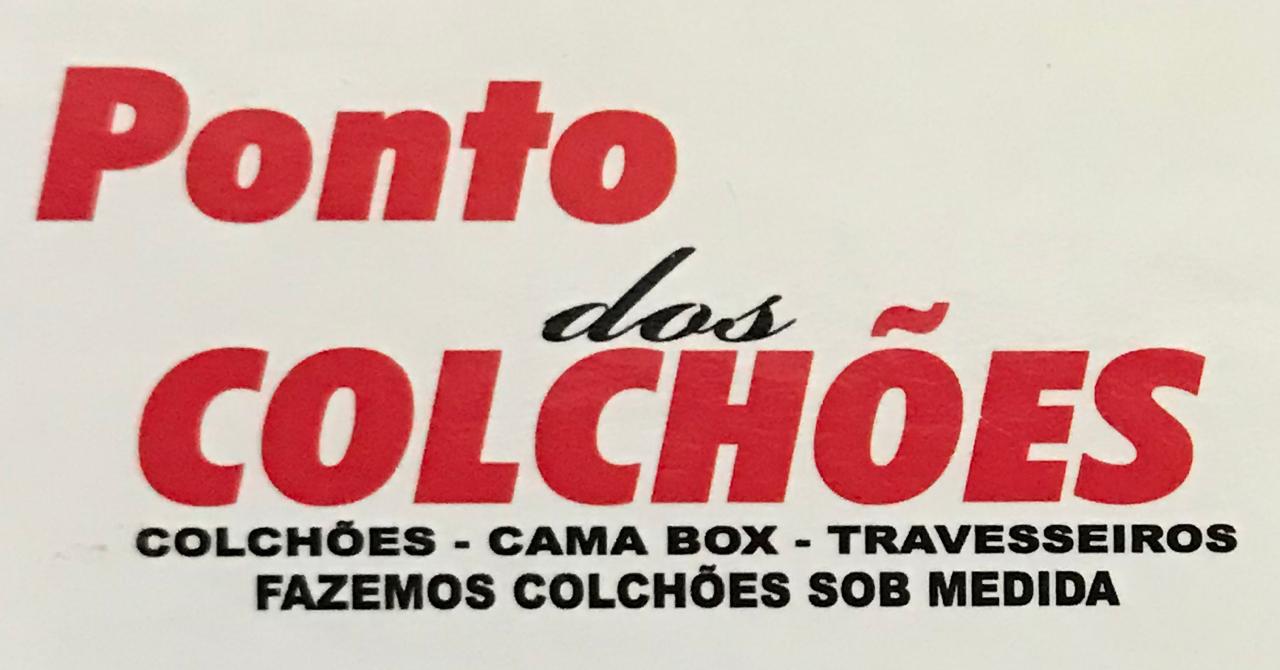 Ponto
dos
COLCHÕES
COLCHÕES - CAMA BOX - TRAVESSEIROS
FAZEMOS COLCHÕES SOB MEDIDA